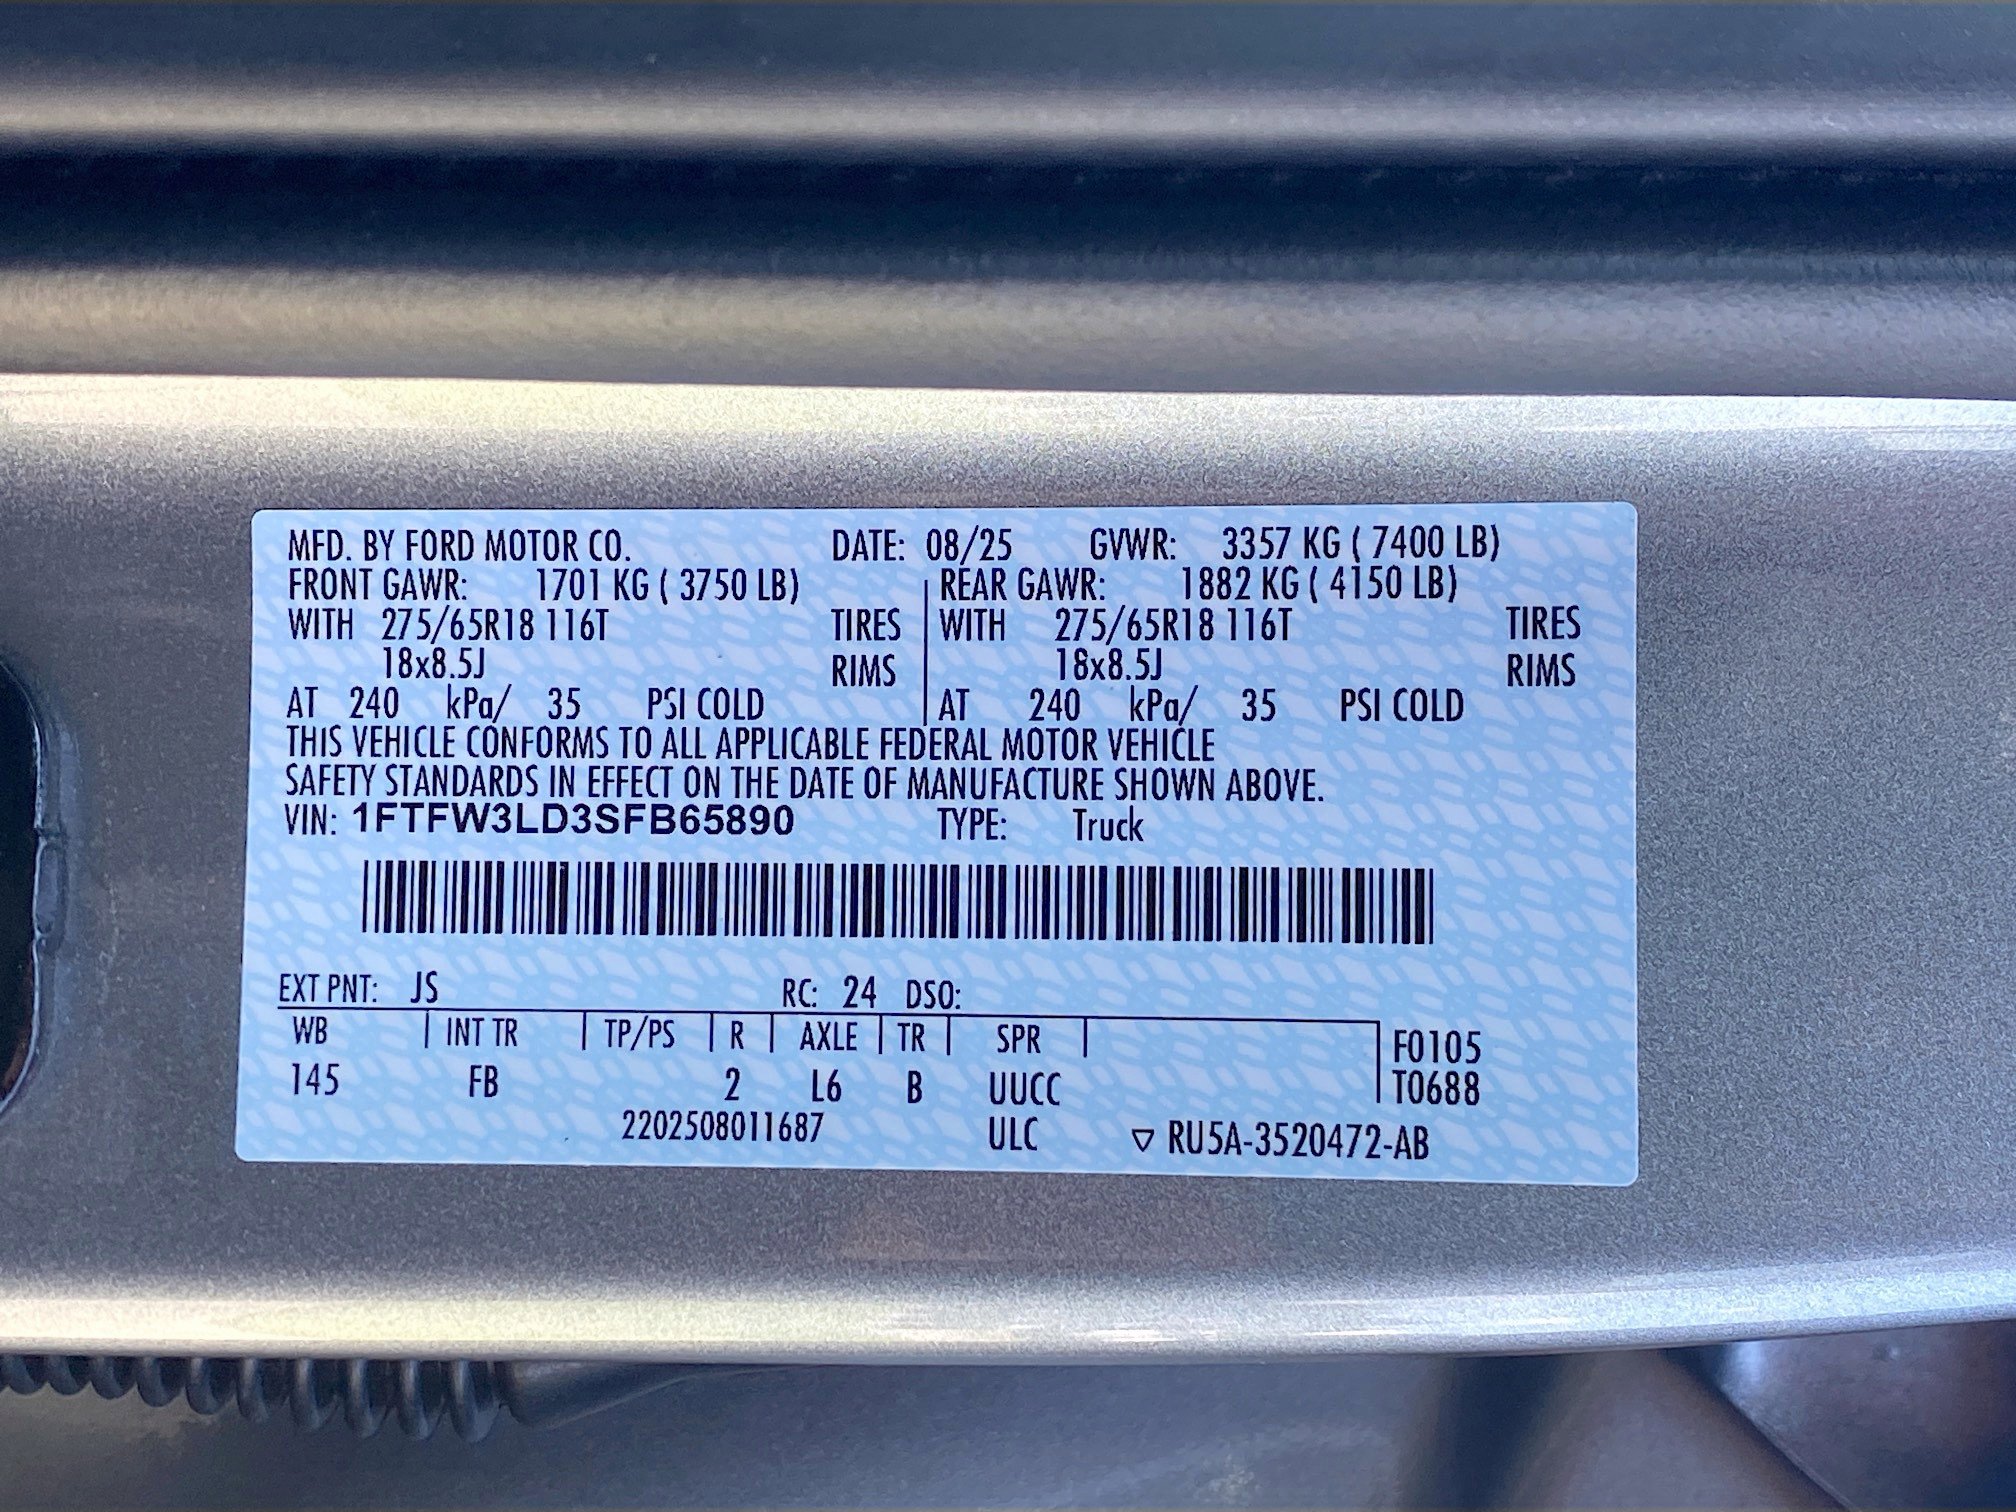 MFD. BY FORD MOTOR CO. DATE: 08/25 GVWR: 3357 KG ( 7400 LB)
FRONT GAWR: 1701 KG ( 3750 LB) REAR GAWR: 1882 KG ( 4150 LB)
WITH 275/65R18 116T TIRES WITH 275/65R18 116T TIRES
18x8.5J RIMS 18x8.5J RIMS
AT 240 kPa/ 35 PSI COLD AT 240 kPa/ 35 PSI COLD
THIS VEHICLE CONFORMS TO ALL APPLICABLE FEDERAL MOTOR VEHICLE
SAFETY STANDARDS IN EFFECT ON THE DATE OF MANUFACTURE SHOWN ABOVE.
VIN: 1FTFW3LD3SFB65890 TYPE: Truck
EXT PNT: JS RC: 24 DSO:
WB INT TR TP/PS R AXLE TR SPR F0105
145 FB 2 L6 B UUCC T0688
2202508011687 ULC ▽ RU5A-3520472-AB